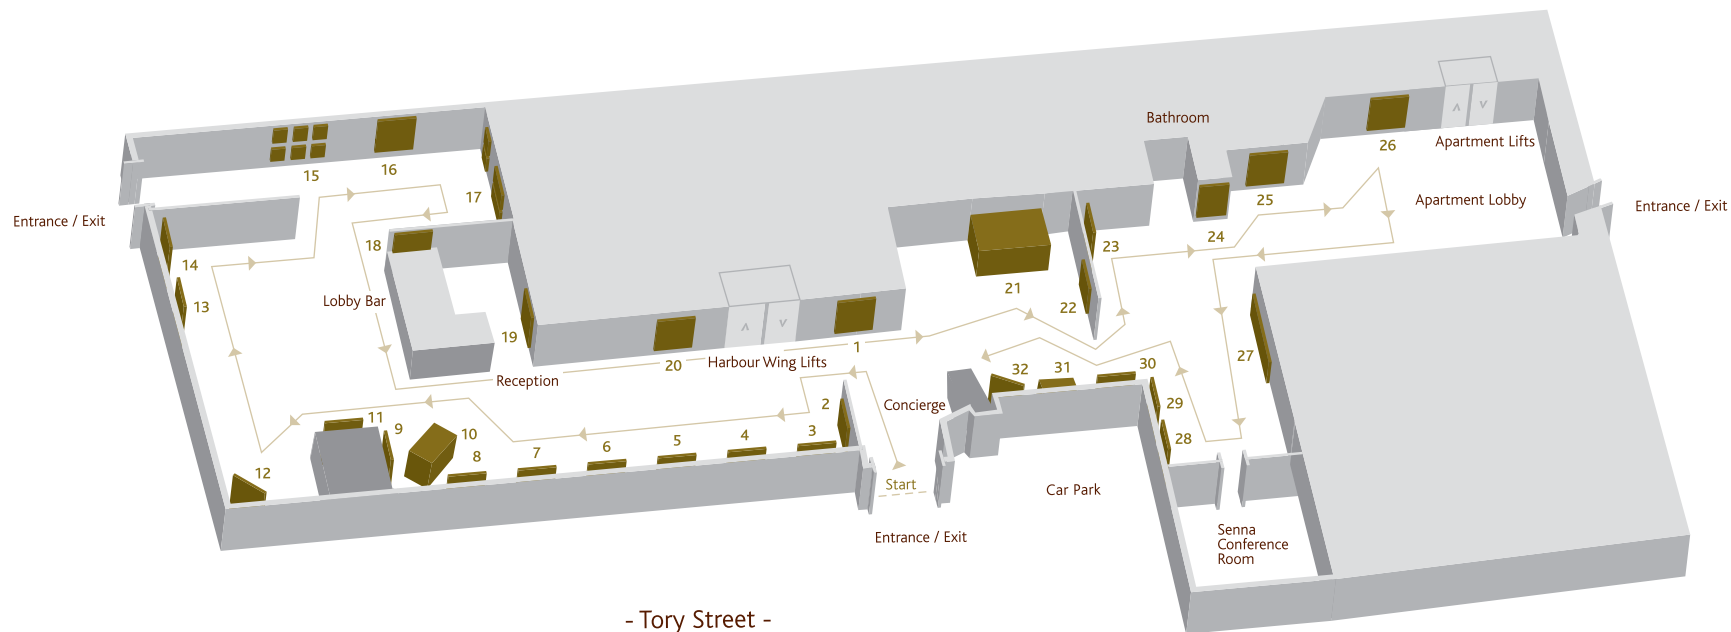 Bathroom
26
Apartment Lifts
15
16
17
25
Apartment Lobby
Entrance / Exit
Entrance / Exit
18
23
24
14
13
Lobby Bar
21
22
19
1
20
Harbour Wing Lifts
27
Reception
32
31
30
2
Concierge
29
11
9
10
3
4
5
6
7
8
28
12
Start
Car Park
Entrance / Exit
Senna
Conference
Room
- Tory Street -